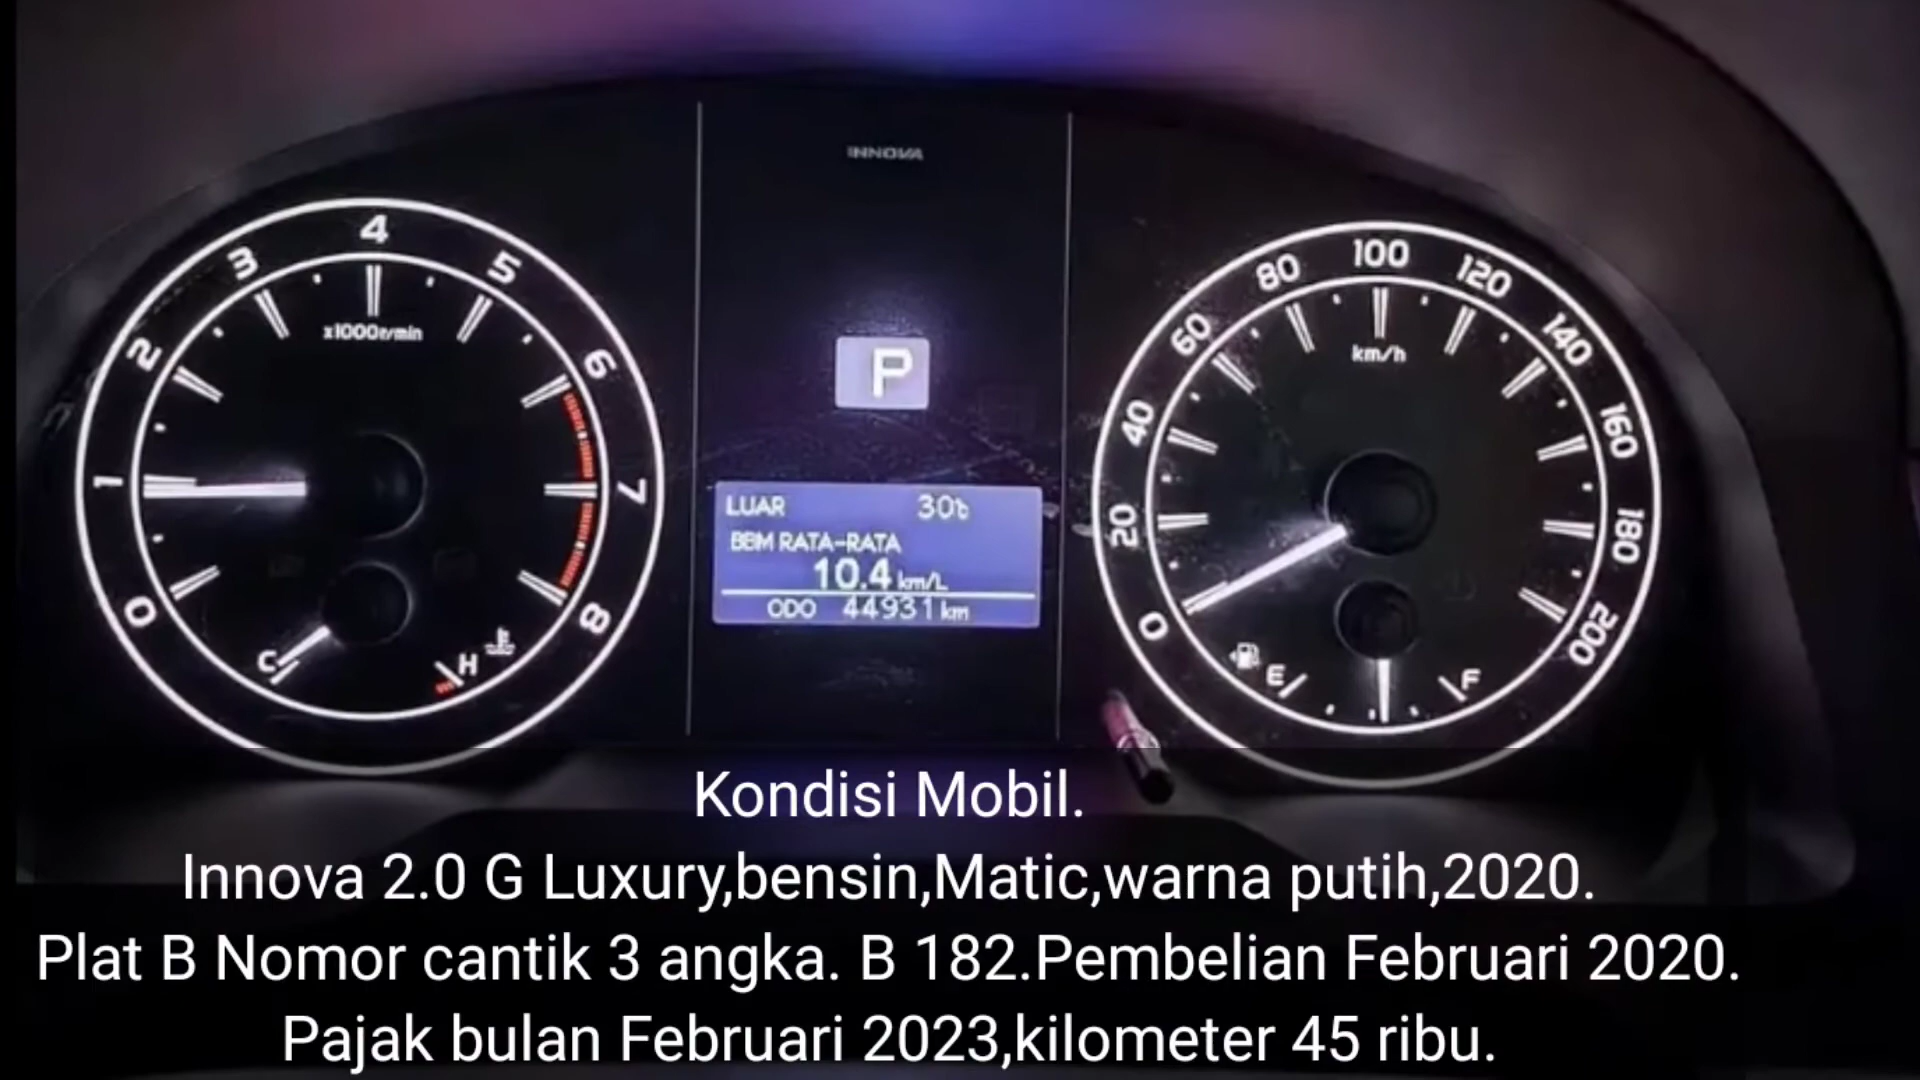 INNOVA
4
3
5
2
6
x1000r/min
1
7
0
8
C
H
P
LUAR 30℃
BBM RATA-RATA
10.4 km/L
ODO 44931 km
100
80
120
60
140
km/h
40
160
20
180
0
200
E
F
Kondisi Mobil.
Innova 2.0 G Luxury,bensin,Matic,warna putih,2020.
Plat B Nomor cantik 3 angka. B 182.Pembelian Februari 2020.
Pajak bulan Februari 2023,kilometer 45 ribu.